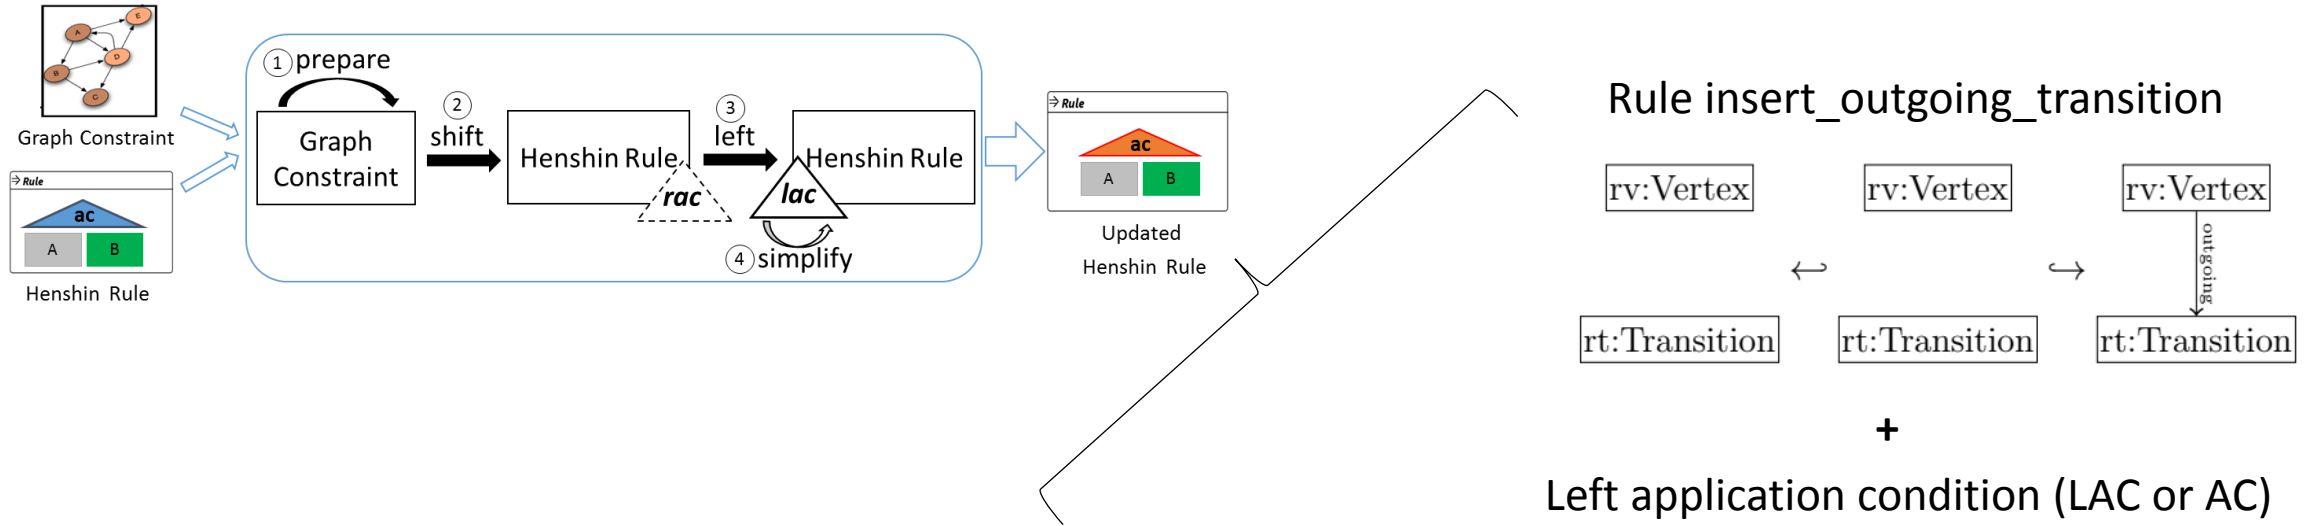 E
A
D
B
C
Graph Constraint
Rule
ac
A
B
Henshin Rule
1 prepare
Graph
Constraint
2
shift
Henshin Rule
rac
3
left
Henshin Rule
lac
4 simplify
Rule
ac
A
B
Updated
Henshin Rule
Rule insert_outgoing_transition
rv:Vertex
rv:Vertex
rv:Vertex
outgoing
rt:Transition
rt:Transition
rt:Transition
+
Left application condition (LAC or AC)